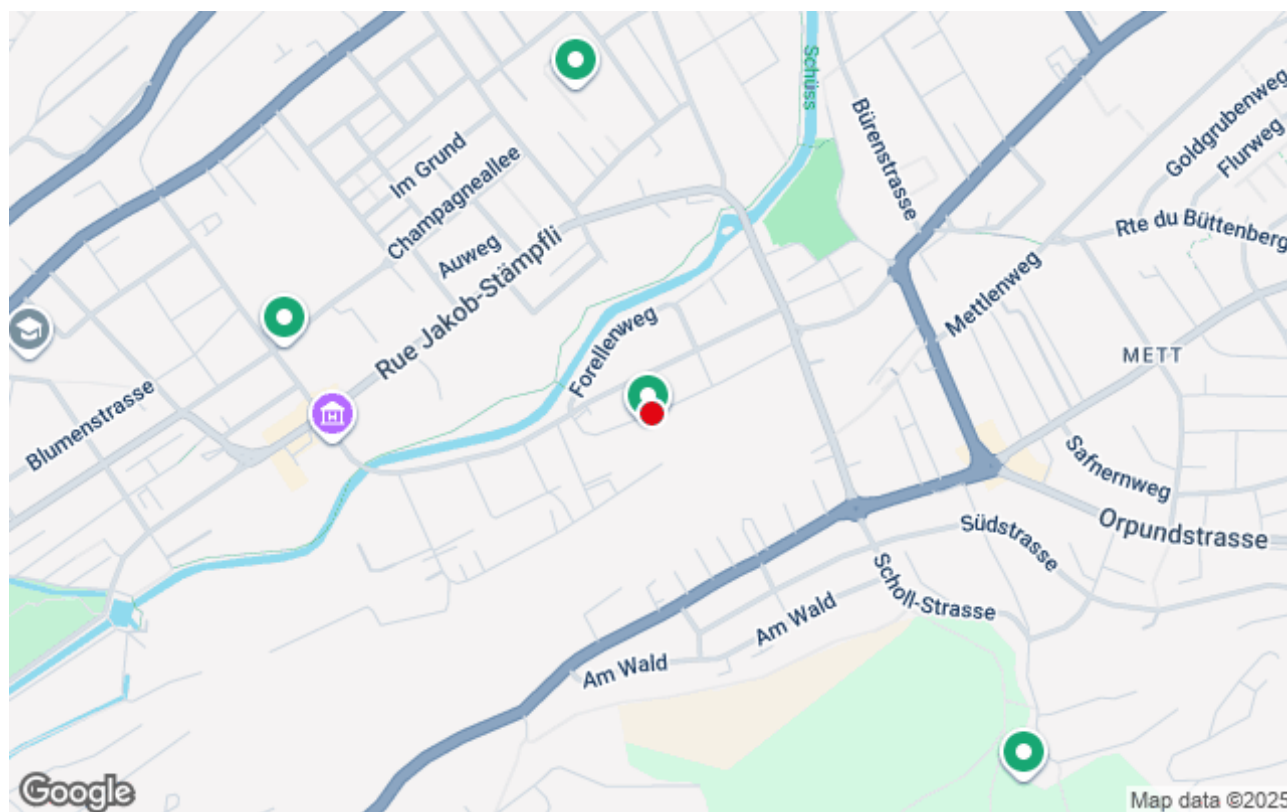 Schüss
Bürenstrasse
Goldgrubenweg
Flurweg
Im Grund
Champagneallee
Auweg
Rue Jakob-Stämpfli
Rte du Büttenberg
Mettlenweg
Forellenweg
METT
Blumenstrasse
Safnernweg
Orpundstrasse
Südstrasse
Scholl-Strasse
Am Wald
Am Wald
H
Google
Map data ©2025